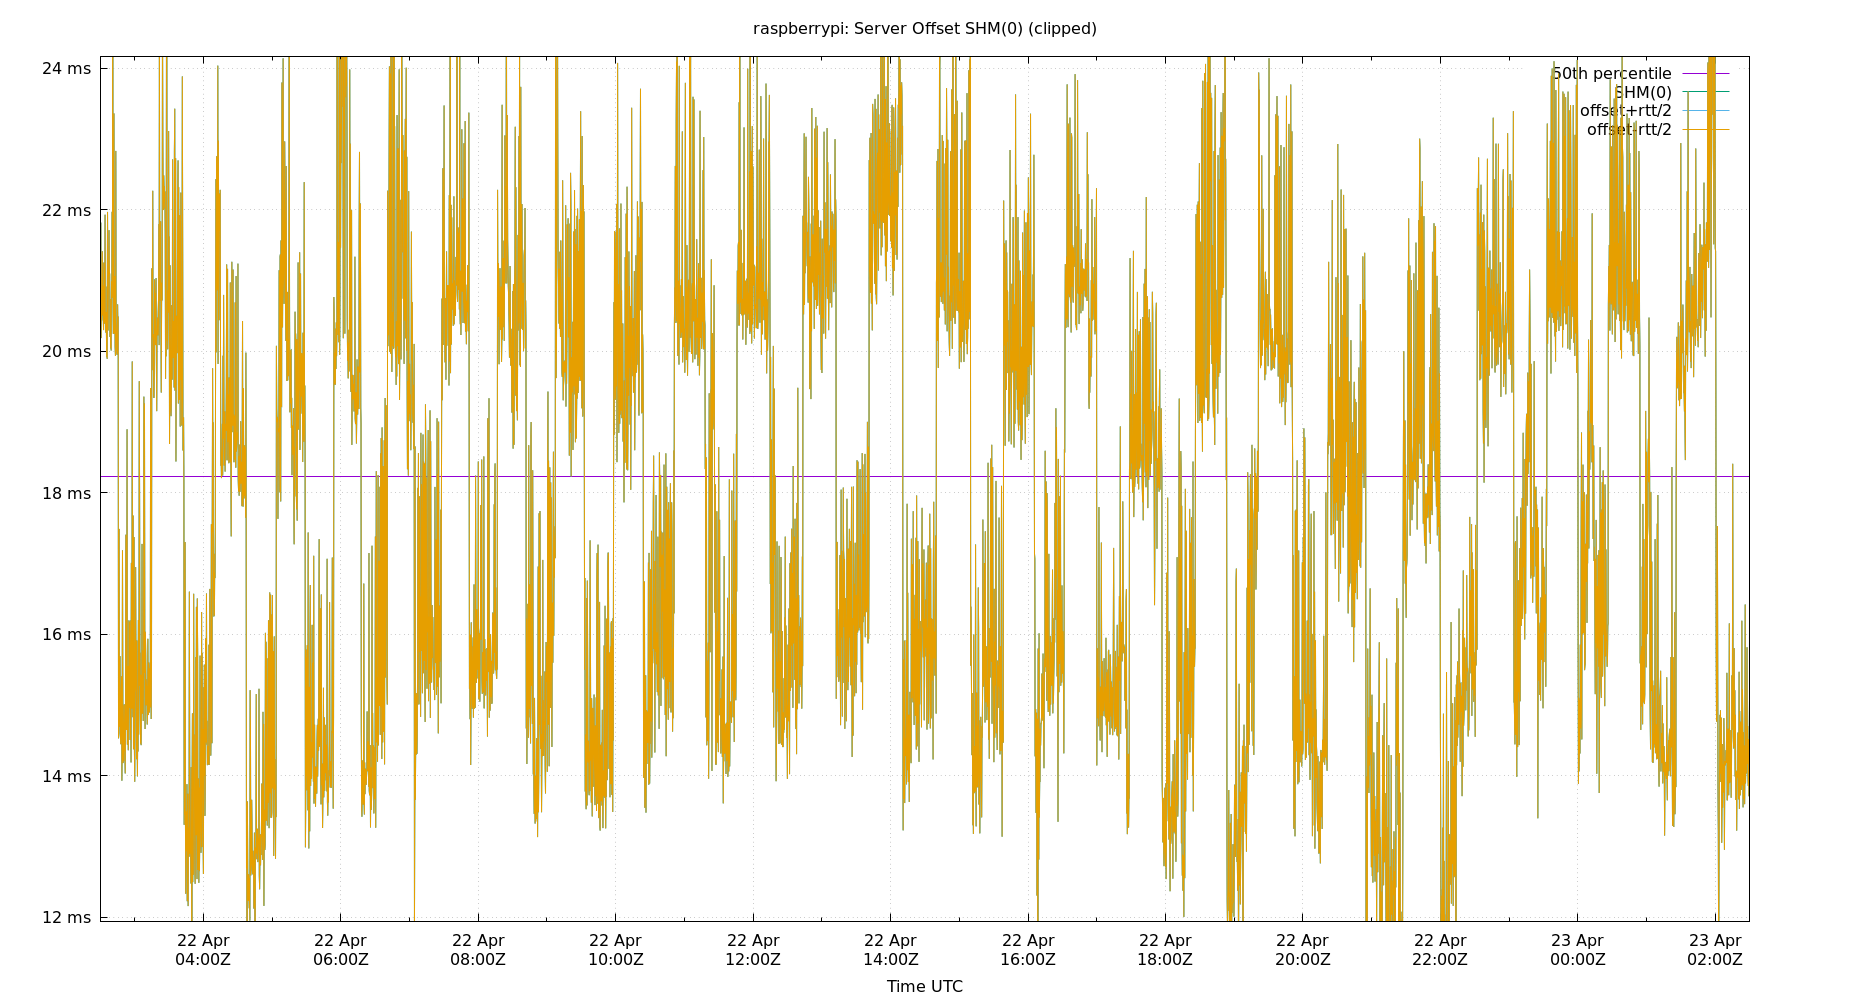 raspberrypi: Server Offset SHM(0) (clipped)
24 ms
22 ms
20 ms
18 ms
16 ms
14 ms
12 ms
50th percentile
SHM(0)
offset+rtt/2
offset-rtt/2
22 Apr 22 Apr 22 Apr 22 Apr 22 Apr 22 Apr 22 Apr 22 Apr 22 Apr 22 Apr 23 Apr 23 Apr
04:00Z 06:00Z 08:00Z 10:00Z 12:00Z 14:00Z 16:00Z 18:00Z 20:00Z 22:00Z 00:00Z 02:00Z
Time UTC